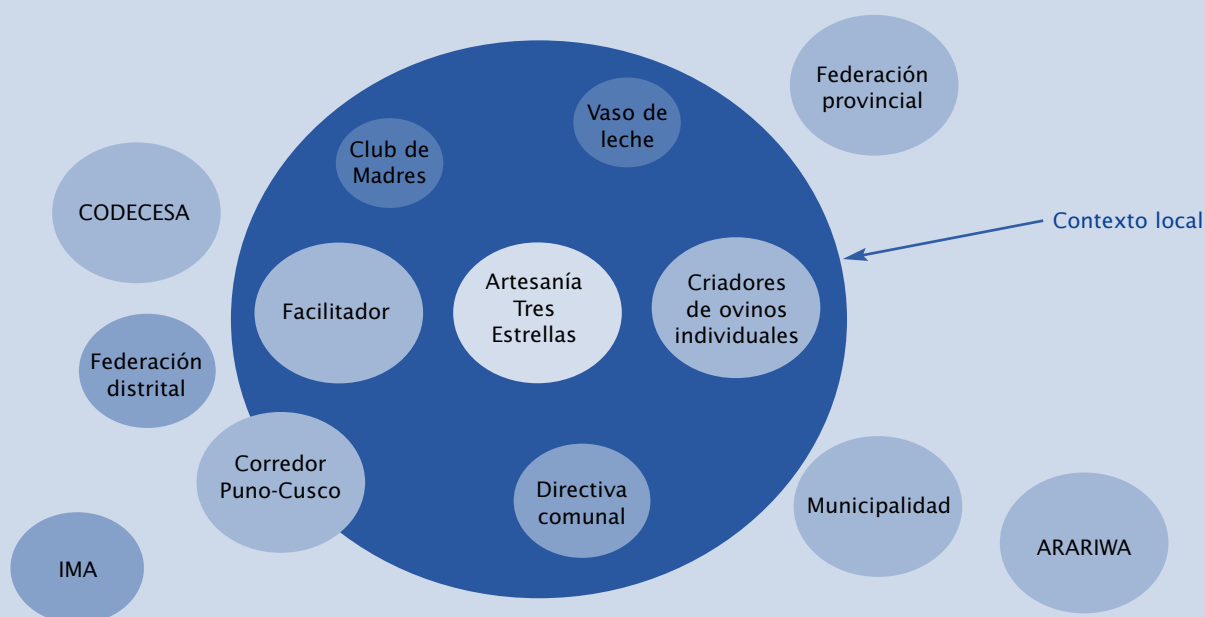 Federación
provincial
Vaso de
leche
Club de
Madres
CODECESA
Contexto local
Facilitador
Artesanía
Tres
Estrellas
Criadores
de ovinos
individuales
Federación
distrital
Corredor
Puno-Cusco
Directiva
comunal
Municipalidad
ARARIWA
IMA